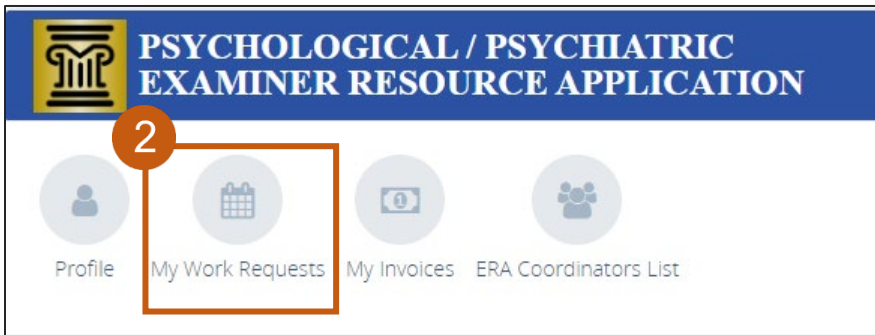 PSYCHOLOGICAL / PSYCHIATRIC
EXAMINER RESOURCE APPLICATION
2
Profile
My Work Requests
My Invoices
ERA Coordinators List